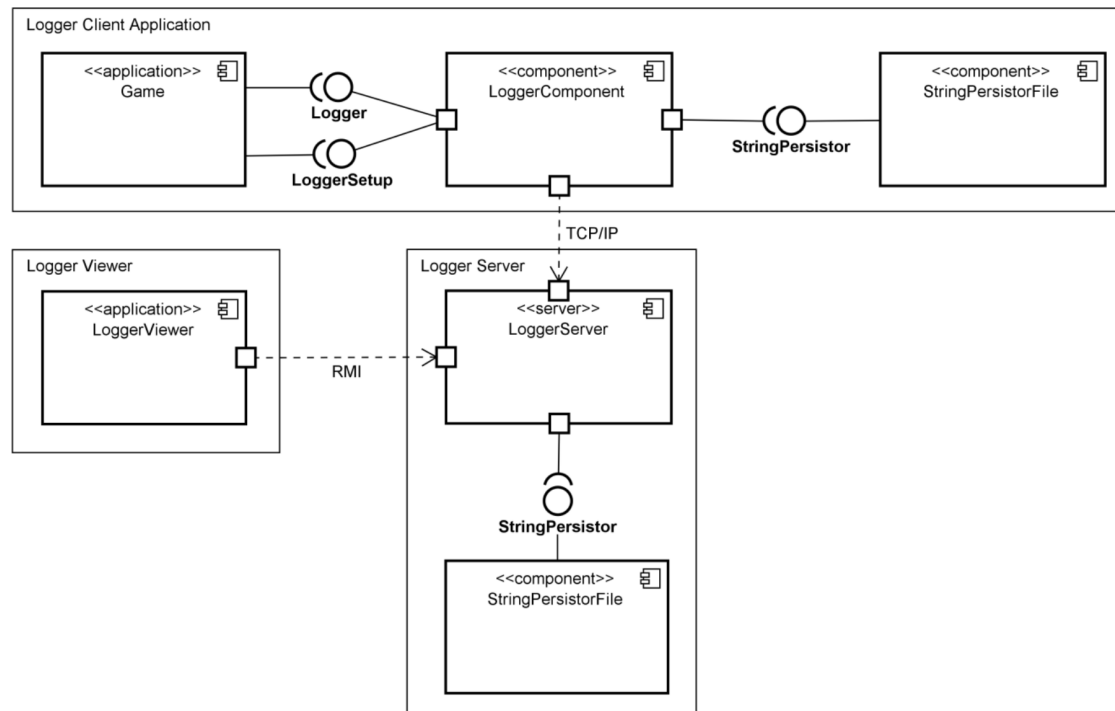 Logger Client Application
<<application>>
Game
Logger
LoggerSetup
<<component>>
LoggerComponent
StringPersistor
<<component>>
StringPersistorFile
TCP/IP
Logger Viewer
<<application>>
LoggerViewer
RMI
Logger Server
<<server>>
LoggerServer
StringPersistor
<<component>>
StringPersistorFile